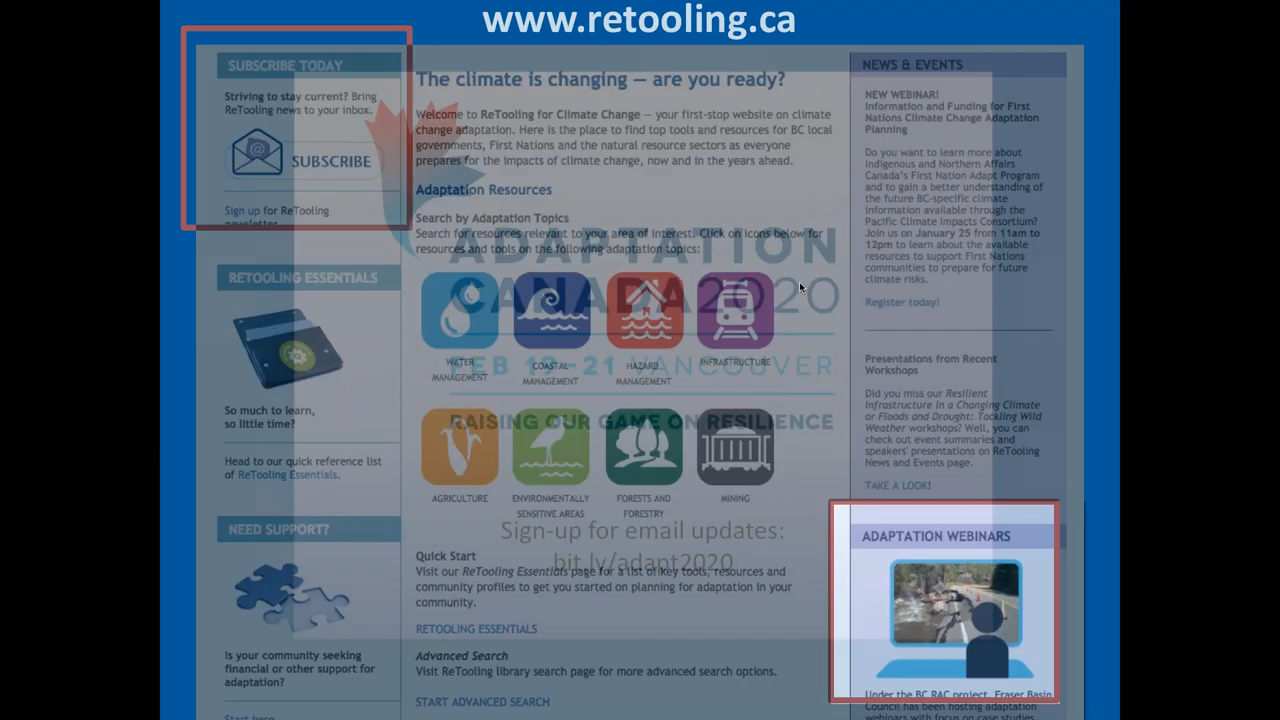 www.retooling.ca
SUBSCRIBE TODAY
Striving to stay current? Bring
ReTooling news to your inbox.
SUBSCRIBE
Sign up for ReTooling
newsletter
RETOOLING ESSENTIALS
So much to learn,
so little time?
Head to our quick reference list
of ReTooling Essentials.
NEED SUPPORT?
Is your community seeking
financial or other support for
adaptation?
Start here
The climate is changing — are you ready?
Welcome to ReTooling for Climate Change — your first-stop website on climate
change adaptation. Here is the place to find top tools and resources for BC local
governments, First Nations and the natural resource sectors as everyone
prepares for the impacts of climate change, now and in the years ahead.
Adaptation Resources
Search by Adaptation Topics
Search for resources relevant to your area of interest. Click on icons below for
resources and tools on the following adaptation topics:
WATER
MANAGEMENT
COASTAL
MANAGEMENT
HAZARD
MANAGEMENT
INFRASTRUCTURE
AGRICULTURE
ENVIRONMENTALLY
SENSITIVE AREAS
FORESTS AND
FORESTRY
MINING
Quick Start
Visit our ReTooling Essentials page for a list of key tools, resources and
community profiles to get you started on planning for adaptation in your
community.
RETOOLING ESSENTIALS
Advanced Search
Visit ReTooling library search page for more advanced search options.
START ADVANCED SEARCH
ADAPTATION
CANADA2020
FEB 19-21 VANCOUVER
RAISING OUR GAME ON RESILIENCE
Sign-up for email updates:
bit.ly/adapt2020
NEWS & EVENTS
NEW WEBINAR!
Information and Funding for First
Nations Climate Change Adaptation
Planning
Do you want to learn more about
Indigenous and Northern Affairs
Canada's First Nation Adapt Program
and to gain a better understanding of
the future BC-specific climate
information available through the
Pacific Climate Impacts Consortium?
Join us on January 25 from 11am to
12pm to learn about the available
resources to support First Nations
communities to prepare for future
climate risks.
Register today!
Presentations from Recent
Workshops
Did you miss our Resilient
Infrastructure in a Changing Climate
or Floods and Drought: Tackling Wild
Weather workshops? Well, you can
check out event summaries and
speakers' presentations on ReTooling
News and Events page.
TAKE A LOOK!
ADAPTATION WEBINARS
Under the BC RAC project, Fraser Basin
Council has been hosting adaptation
webinars with focus on case studies